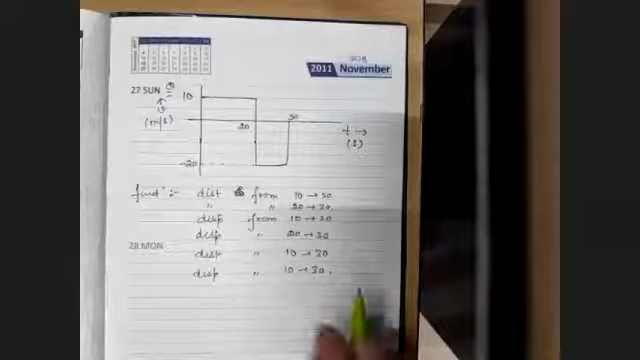 2011 November
27 SUN
10
v
(m/s)
20
30
t →
(s)
-20
find :- dist from 10 → 20
" " 20 → 30
disp from 10 → 20
disp " 20 → 30
28 MON
dist " 10 → 30
disp " 10 → 30.